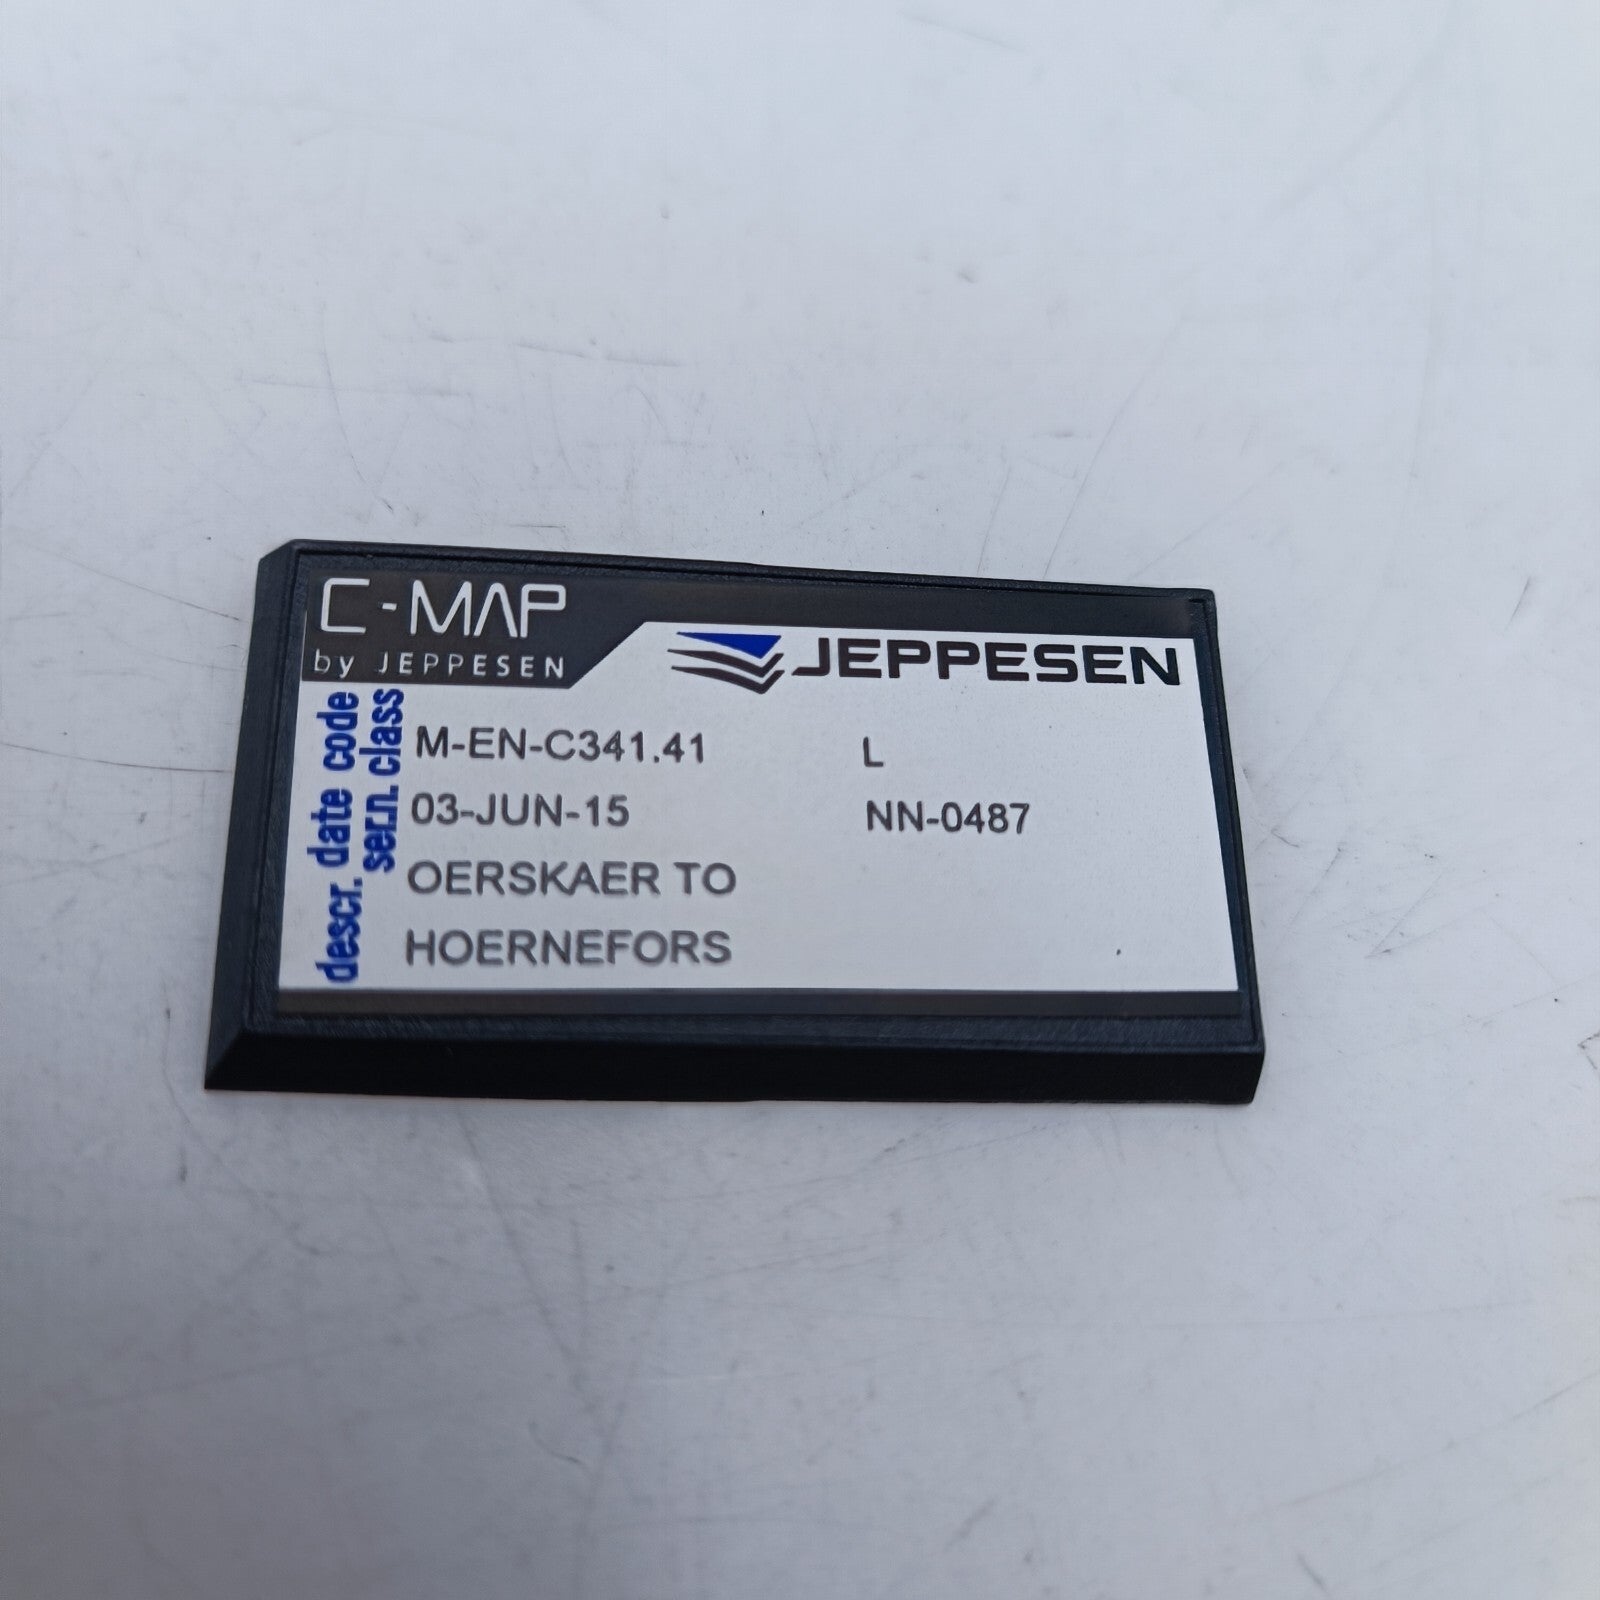 C-MAP
by JEPPESEN
JEPPESEN
descr. date code
ser.n. class
M-EN-C341.41 L
03-JUN-15 NN-0487
OERSKAER TO
HOERNEFORS